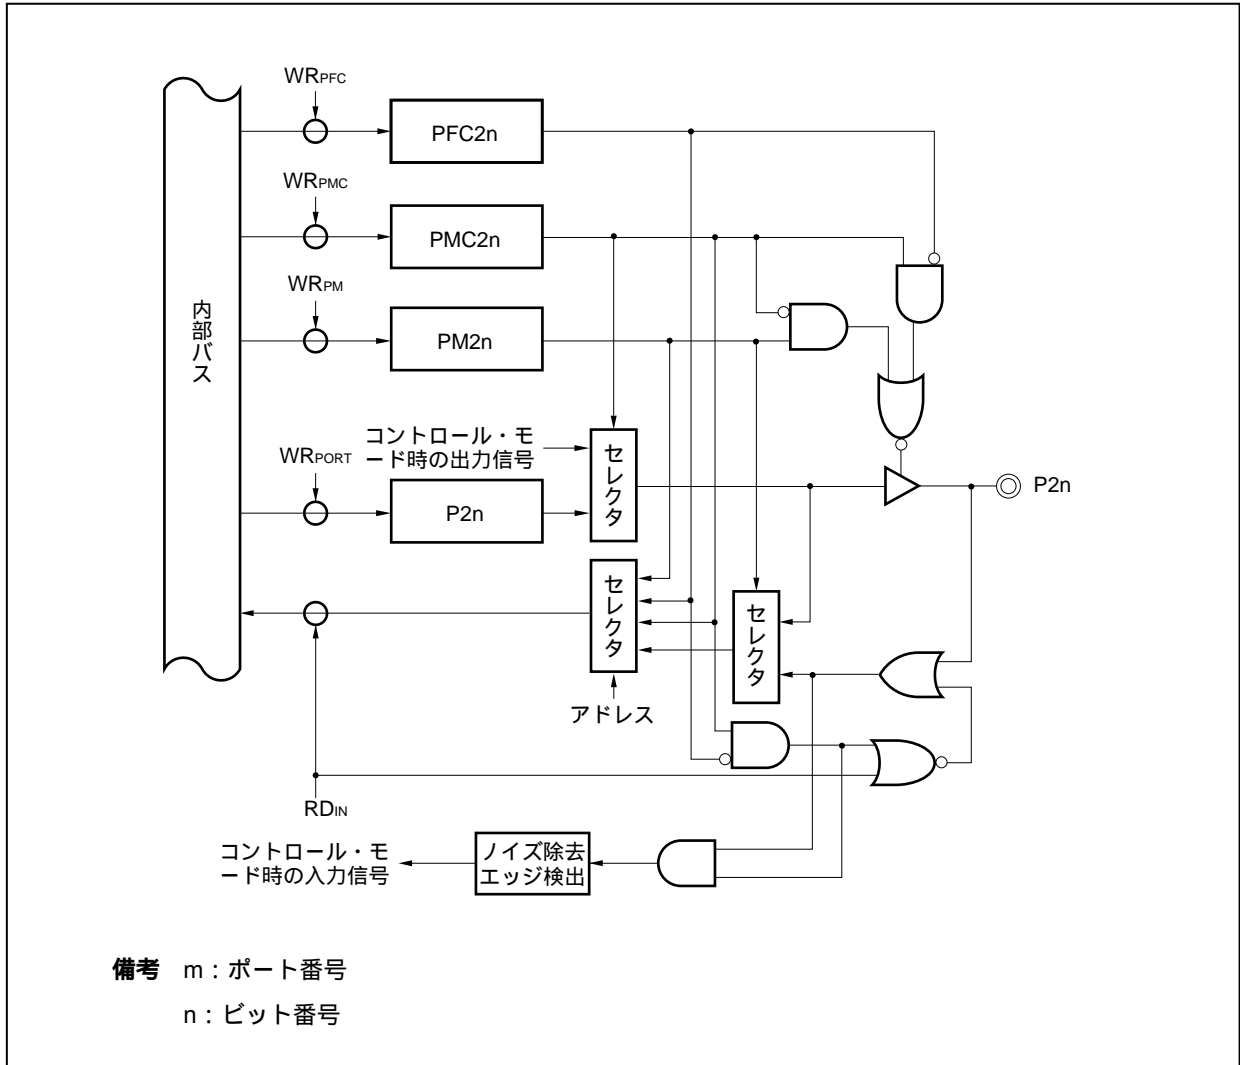 WRPFC
PFC2n
WRPMC
PMC2n
WRPM
PM2n
内部バス
コントロール・モ
ード時の出力信号
WRPORT
P2n
セレクタ
P2n
セレクタ
セレクタ
アドレス
RDIN
コントロール・モ
ード時の入力信号
ノイズ除去
エッジ検出
備考 m：ポート番号
n：ビット番号